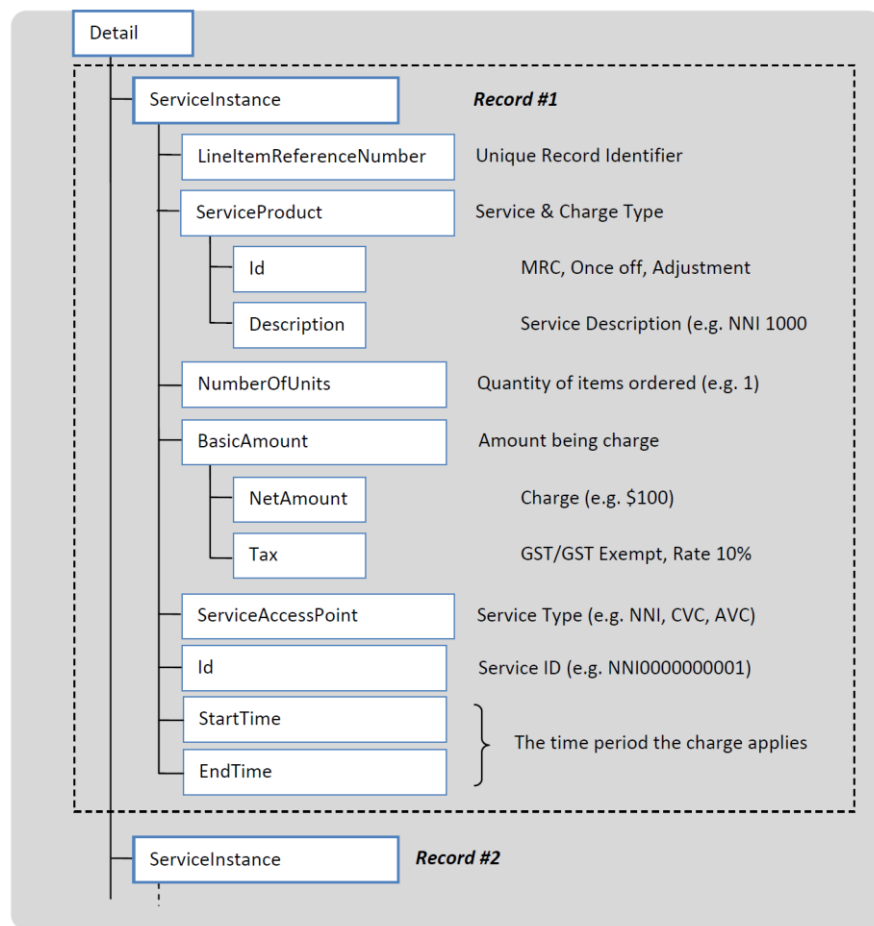 Detail
ServiceInstance Record #1
LineItemReferenceNumber Unique Record Identifier
ServiceProduct Service & Charge Type
Id MRC, Once off, Adjustment
Description Service Description (e.g. NNI 1000
NumberOfUnits Quantity of items ordered (e.g. 1)
BasicAmount Amount being charge
NetAmount Charge (e.g. $100)
Tax GST/GST Exempt, Rate 10%
ServiceAccessPoint Service Type (e.g. NNI, CVC, AVC)
Id Service ID (e.g. NNI0000000001)
StartTime
The time period the charge applies
EndTime
ServiceInstance Record #2